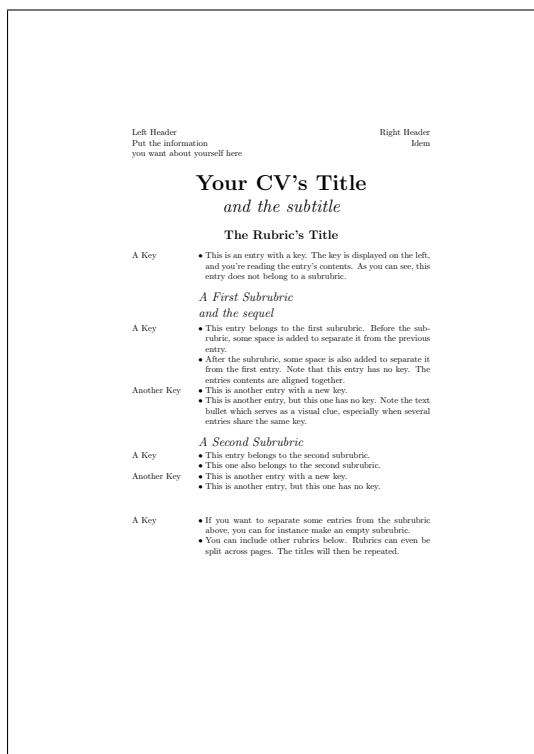 Left Header
Right Header
Put the information
Idem
you want about yourself here
Your CV's Title
and the subtitle
The Rubric's Title
A Key • This is an entry with a key. The key is displayed on the left,
and you're reading the entry's contents. As you can see, this
entry does not belong to a subrubric.
A First Subrubric
and the sequel
A Key • This entry belongs to the first subrubric. Before the sub-
rubric, some space is added to separate it from the previous
entry.
• After the subrubric, some space is also added to separate it
from the first entry. Note that this entry has no key. The
entries contents are aligned together.
Another Key • This is another entry with a new key.
• This is another entry, but this one has no key. Note the text
bullet which serves as a visual clue, especially when several
entries share the same key.
A Second Subrubric
A Key • This entry belongs to the second subrubric.
• This one also belongs to the second subrubric.
Another Key • This is another entry with a new key.
• This is another entry, but this one has no key.
A Key • If you want to separate some entries from the subrubric
above, you can for instance make an empty subrubric.
• You can include other rubrics below. Rubrics can even be
split across pages. The titles will then be repeated.